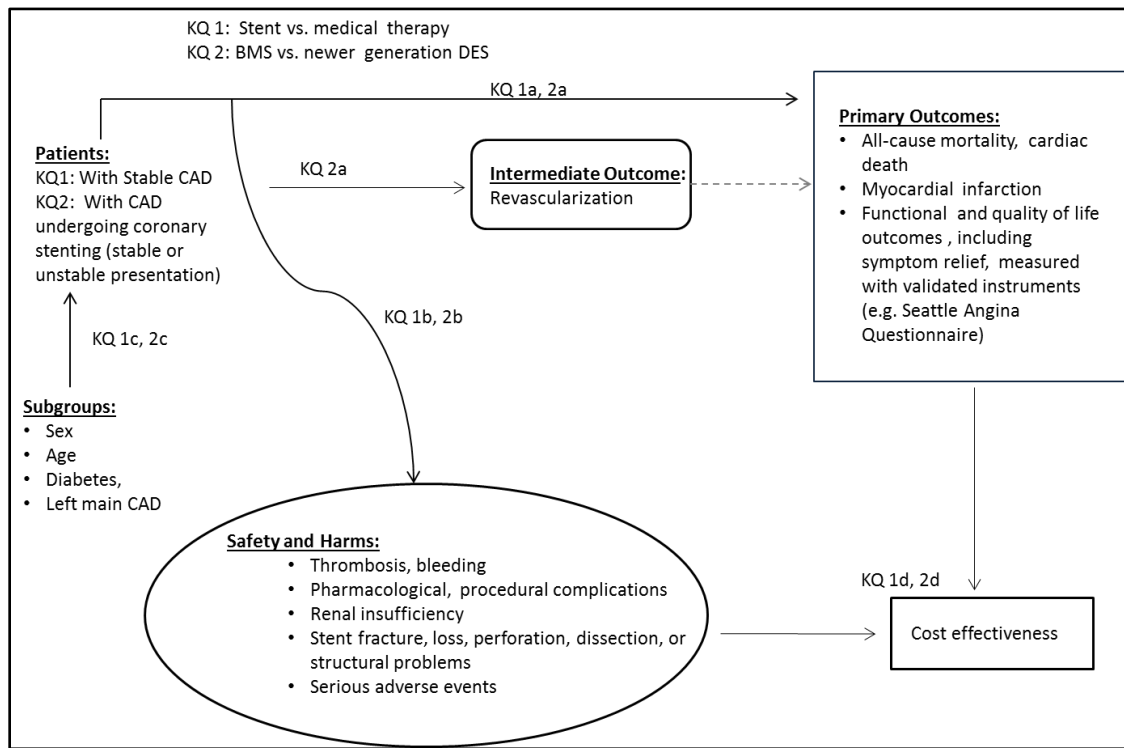 KQ 1: Stent vs. medical therapy
KQ 2: BMS vs. newer generation DES
KQ 1a, 2a
Patients:
KQ1: With Stable CAD
KQ2: With CAD
undergoing coronary
stenting (stable or
unstable presentation)
KQ 2a
Intermediate Outcome:
Revascularization
Primary Outcomes:
• All-cause mortality, cardiac
death
• Myocardial infarction
• Functional and quality of life
outcomes , including
symptom relief, measured
with validated instruments
(e.g. Seattle Angina
Questionnaire)
KQ 1b, 2b
KQ 1c, 2c
Subgroups:
• Sex
• Age
• Diabetes,
• Left main CAD
Safety and Harms:
• Thrombosis, bleeding
• Pharmacological, procedural complications
• Renal insufficiency
• Stent fracture, loss, perforation, dissection, or
structural problems
• Serious adverse events
KQ 1d, 2d
Cost effectiveness